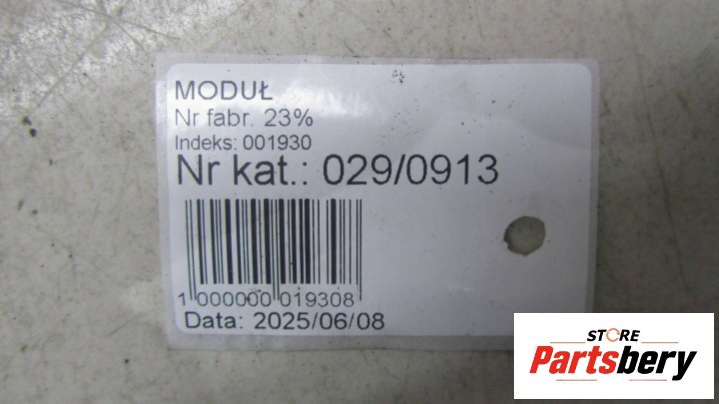 MODUŁ
Nr fabr. 23%
Indeks: 001930
Nr kat.: 029/0913
1 000000 019308
Data: 2025/06/08
STORE
Partsbery